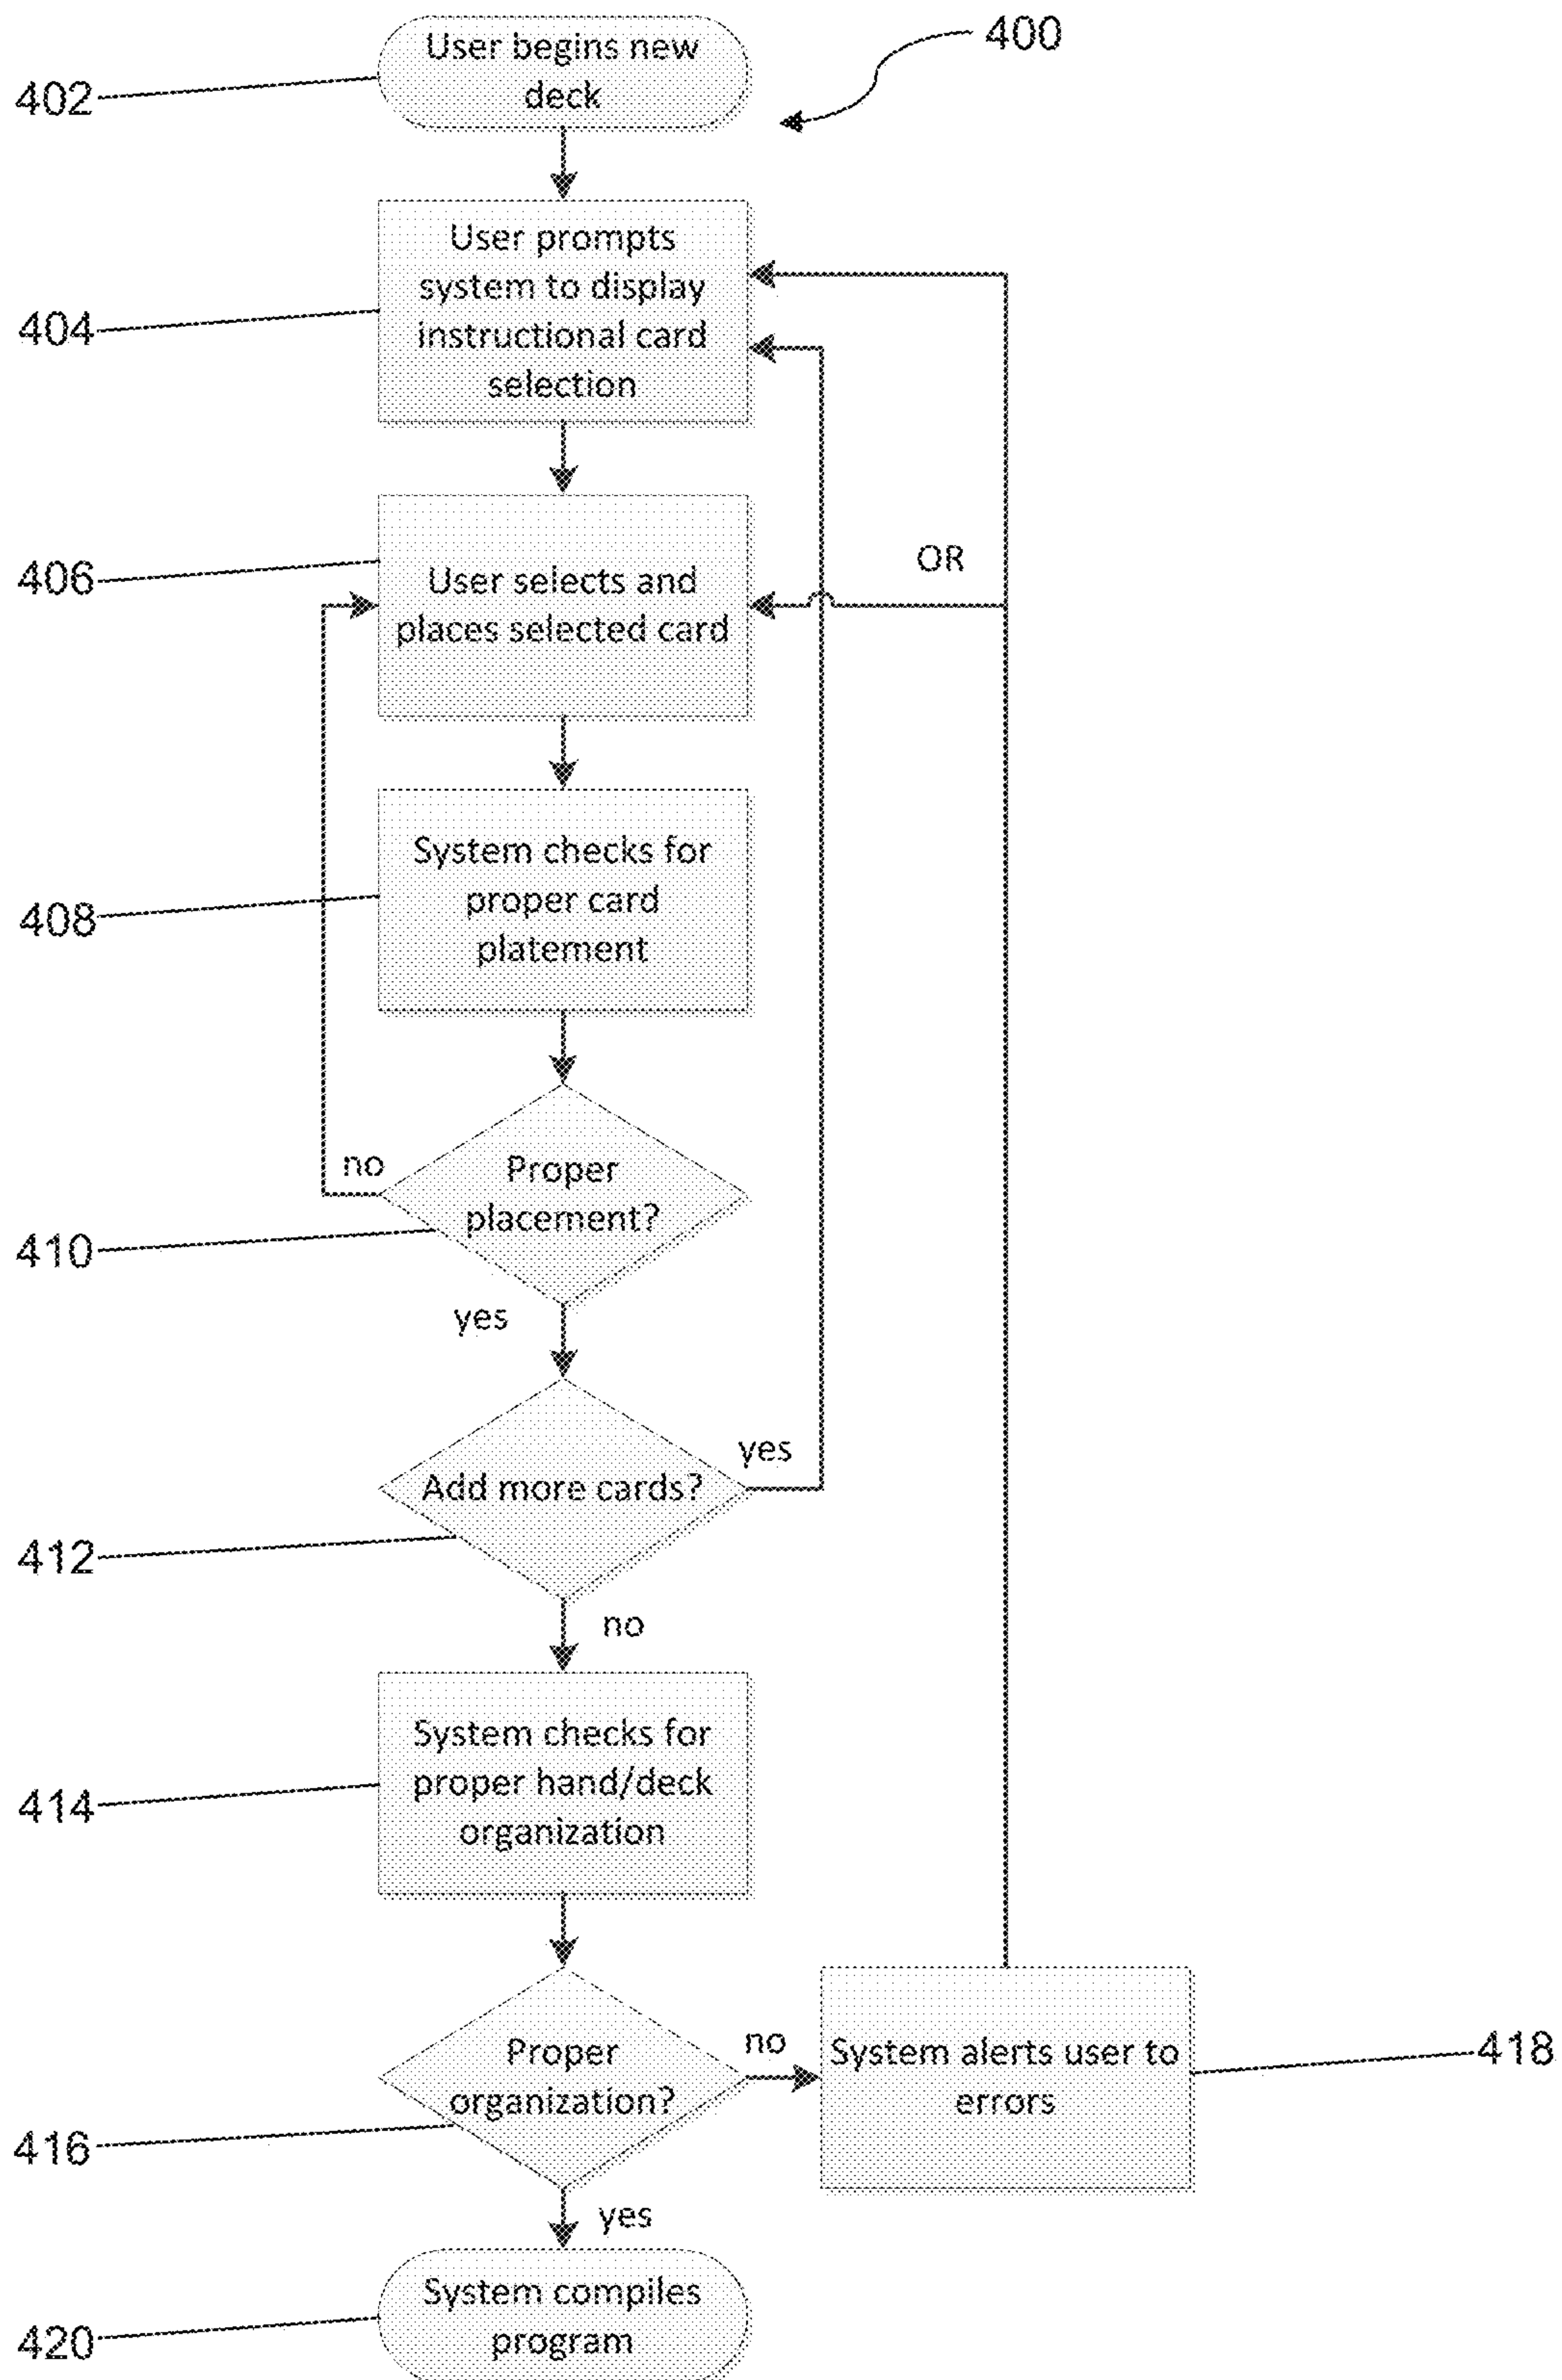 User begins new
deck
400
402
User prompts
system to display
instructional card
selection
404
User selects and
places selected card
406
OR
System checks for
proper card
platement
408
no
Proper
placement?
410
yes
Add more cards?
yes
412
no
System checks for
proper hand/deck
organization
414
Proper
organization?
no
System alerts user to
errors
418
416
yes
System compiles
program
420